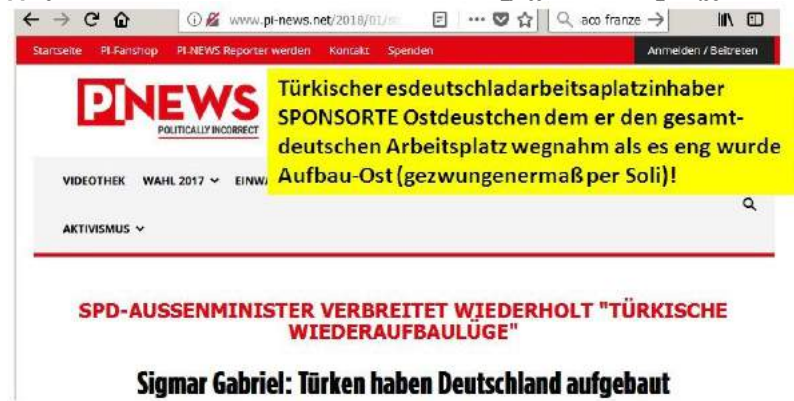 www.pi-news.net/2018/01/
aco franze
Startseite PI-Fanshop PI-NEWS Reporter werden Kontakt Spenden Anmelden / Beitreten
PINEWS
POLITICALLY INCORRECT
Türkischer esdeutschladarbeitsaplatzinhaber
SPONSORTE Ostdeustchen dem er den gesamt-
deutschen Arbeitsplatz wegnahm als es eng wurde
Aufbau-Ost (gezwungenermaß per Soli)!
VIDEOTHEK WAHL 2017
AKTIVISMUS
SPD-AUSSENMINISTER VERBREITET WIEDERHOLT "TÜRKISCHE
WIEDERAUFBAULÜGE"
Sigmar Gabriel: Türken haben Deutschland aufgebaut